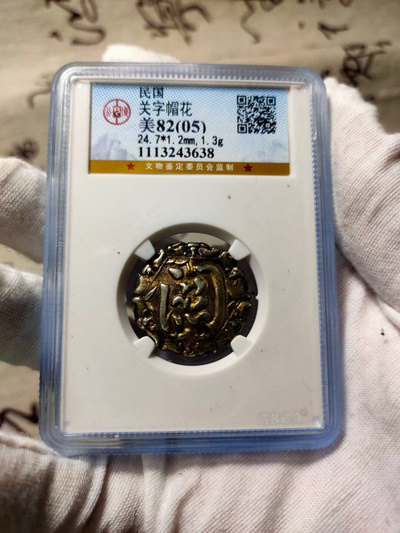 民国
关字帽花
美82(05)
24.7*1.2mm,1.3g
1113243638
文物鉴定委员会监制